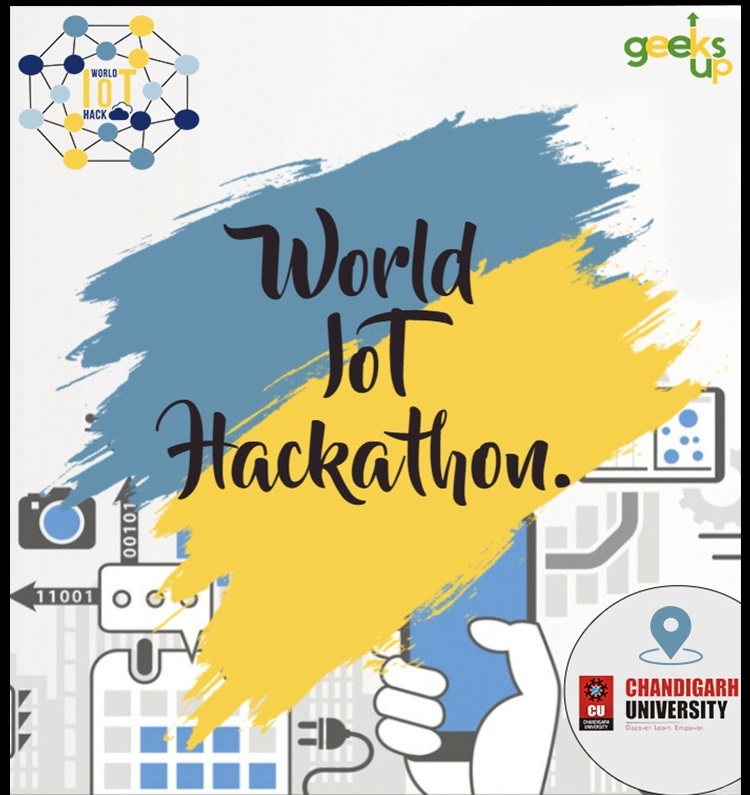 WORLD
IoT
HACK
geeks
up
World
IoT
Hackathon.
00101
11001
CU
CHANDIGARH
UNIVERSITY
CHANDIGARH
UNIVERSITY
Discover. Learn. Empower.